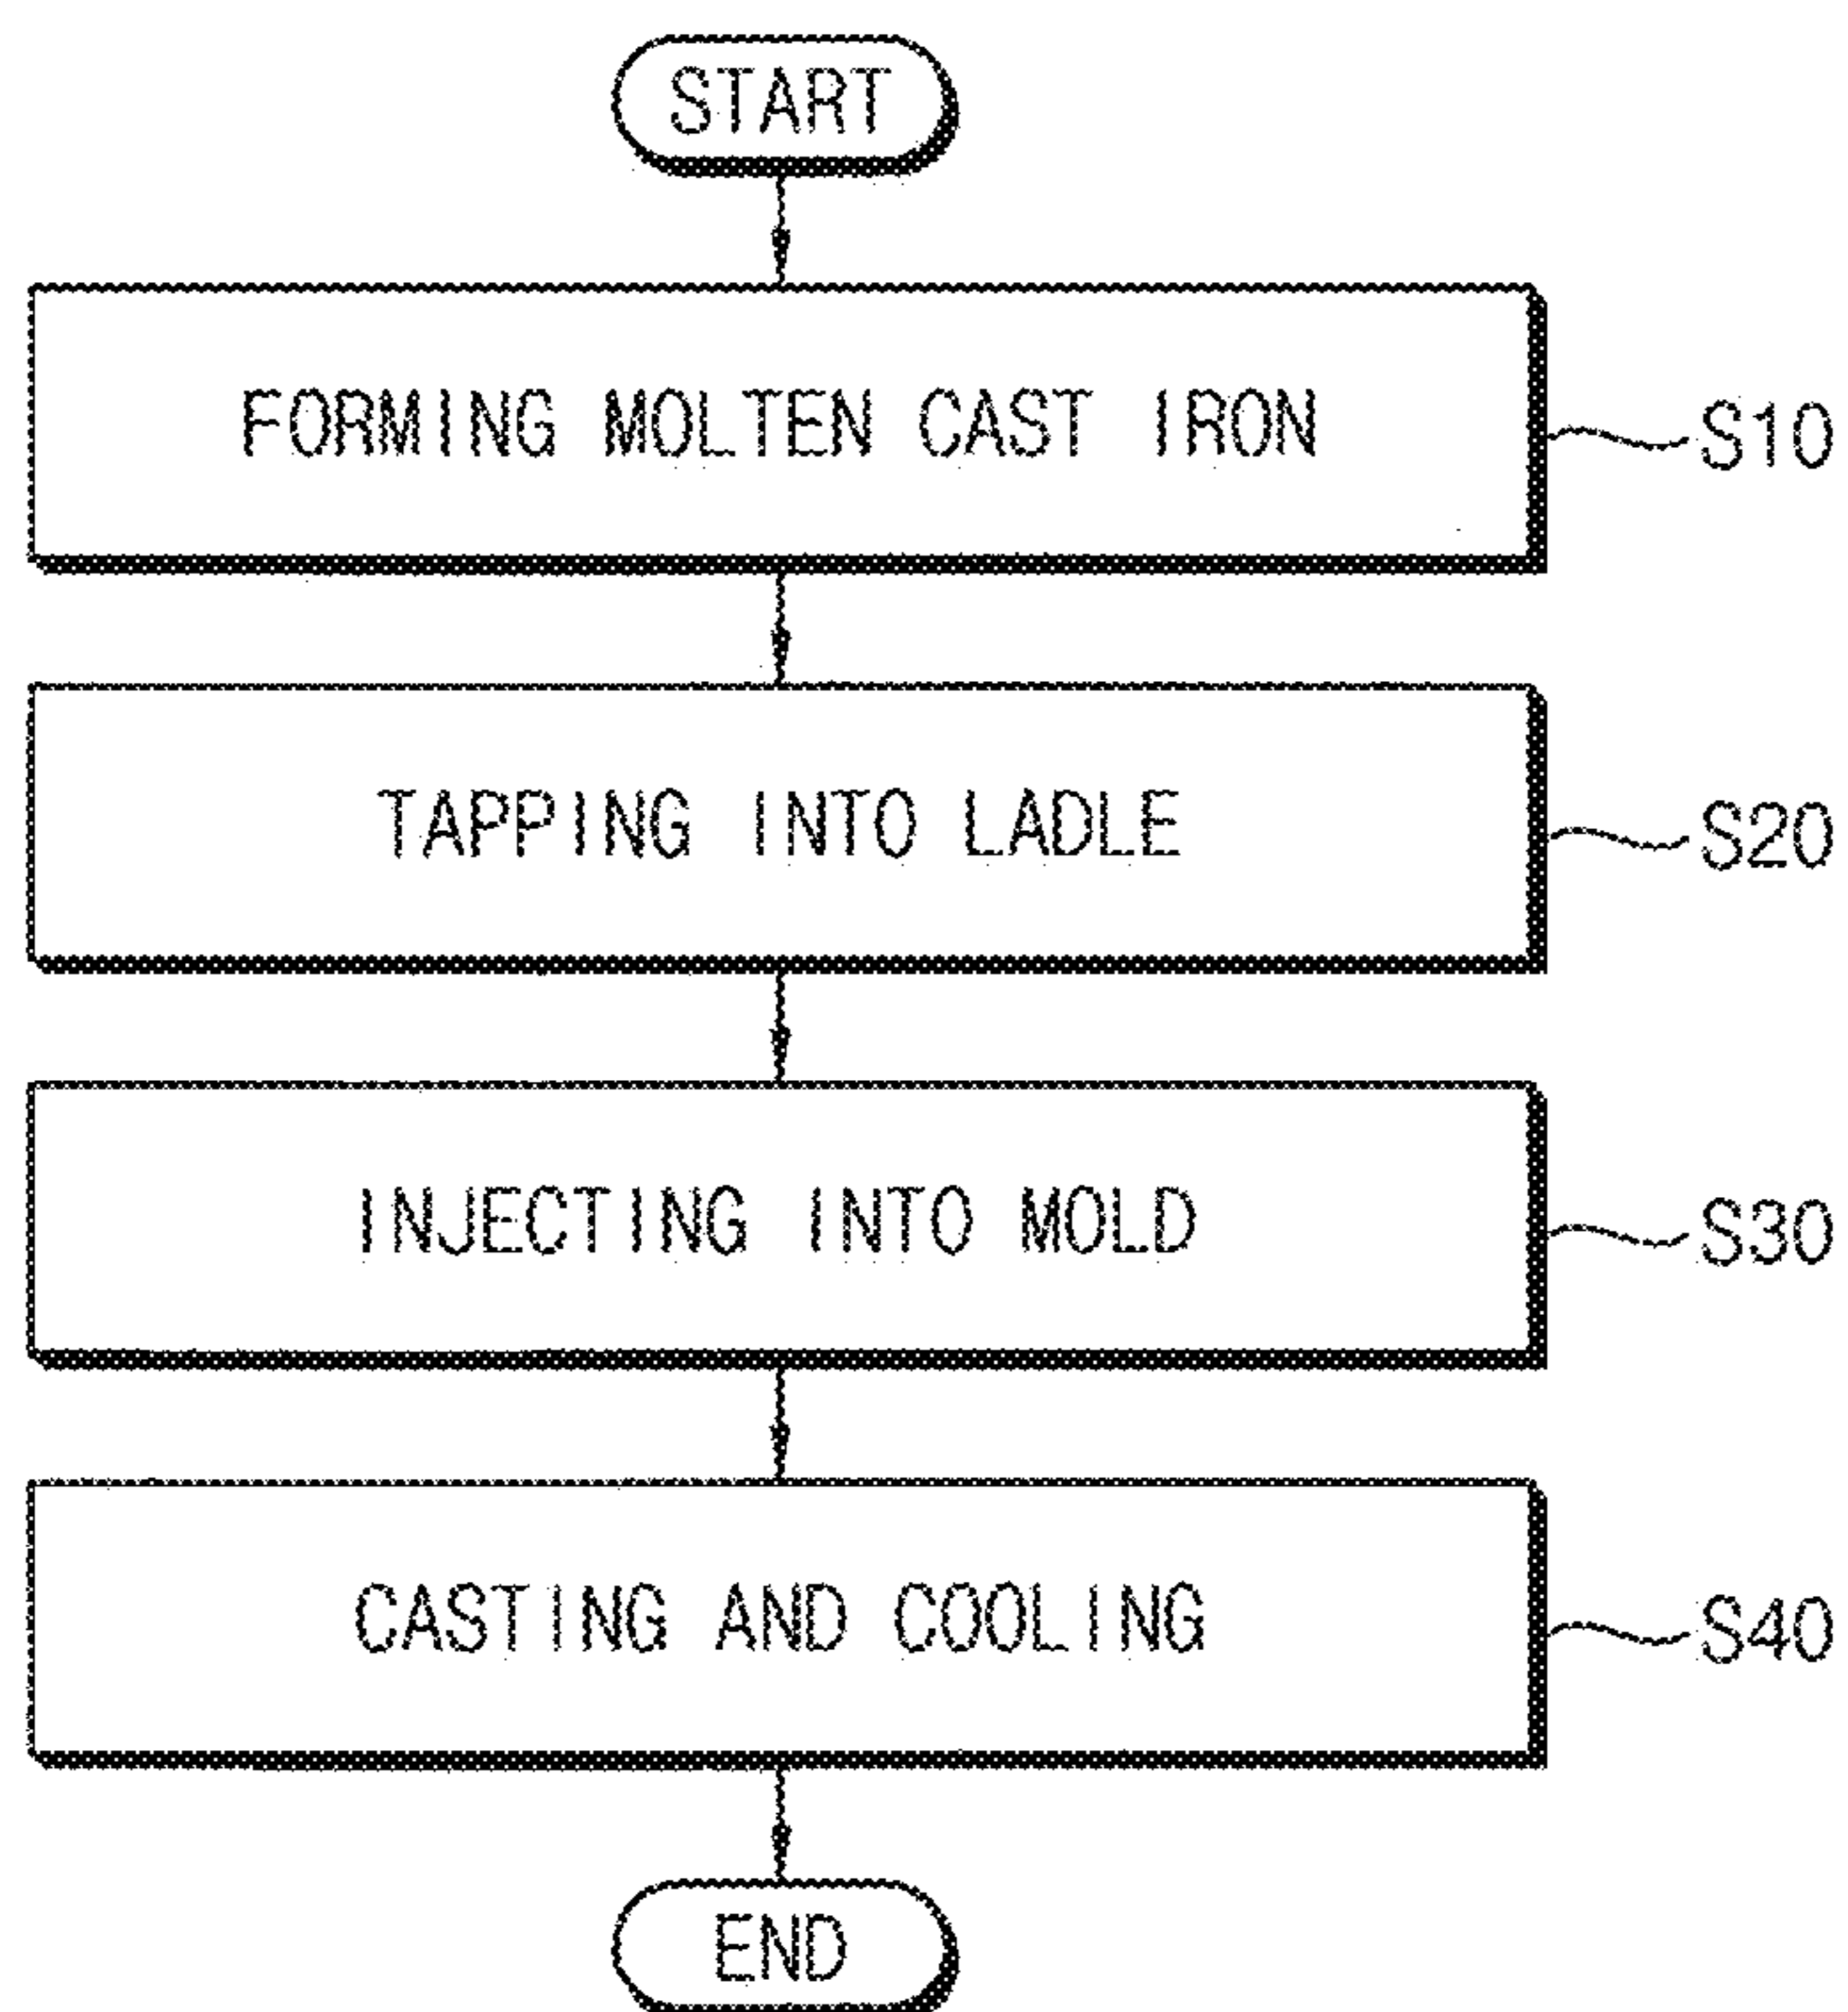 START
FORMING MOLTEN CAST IRON
S10
TAPPING INTO LADLE
S20
INJECTING INTO MOLD
S30
CASTING AND COOLING
S40
END